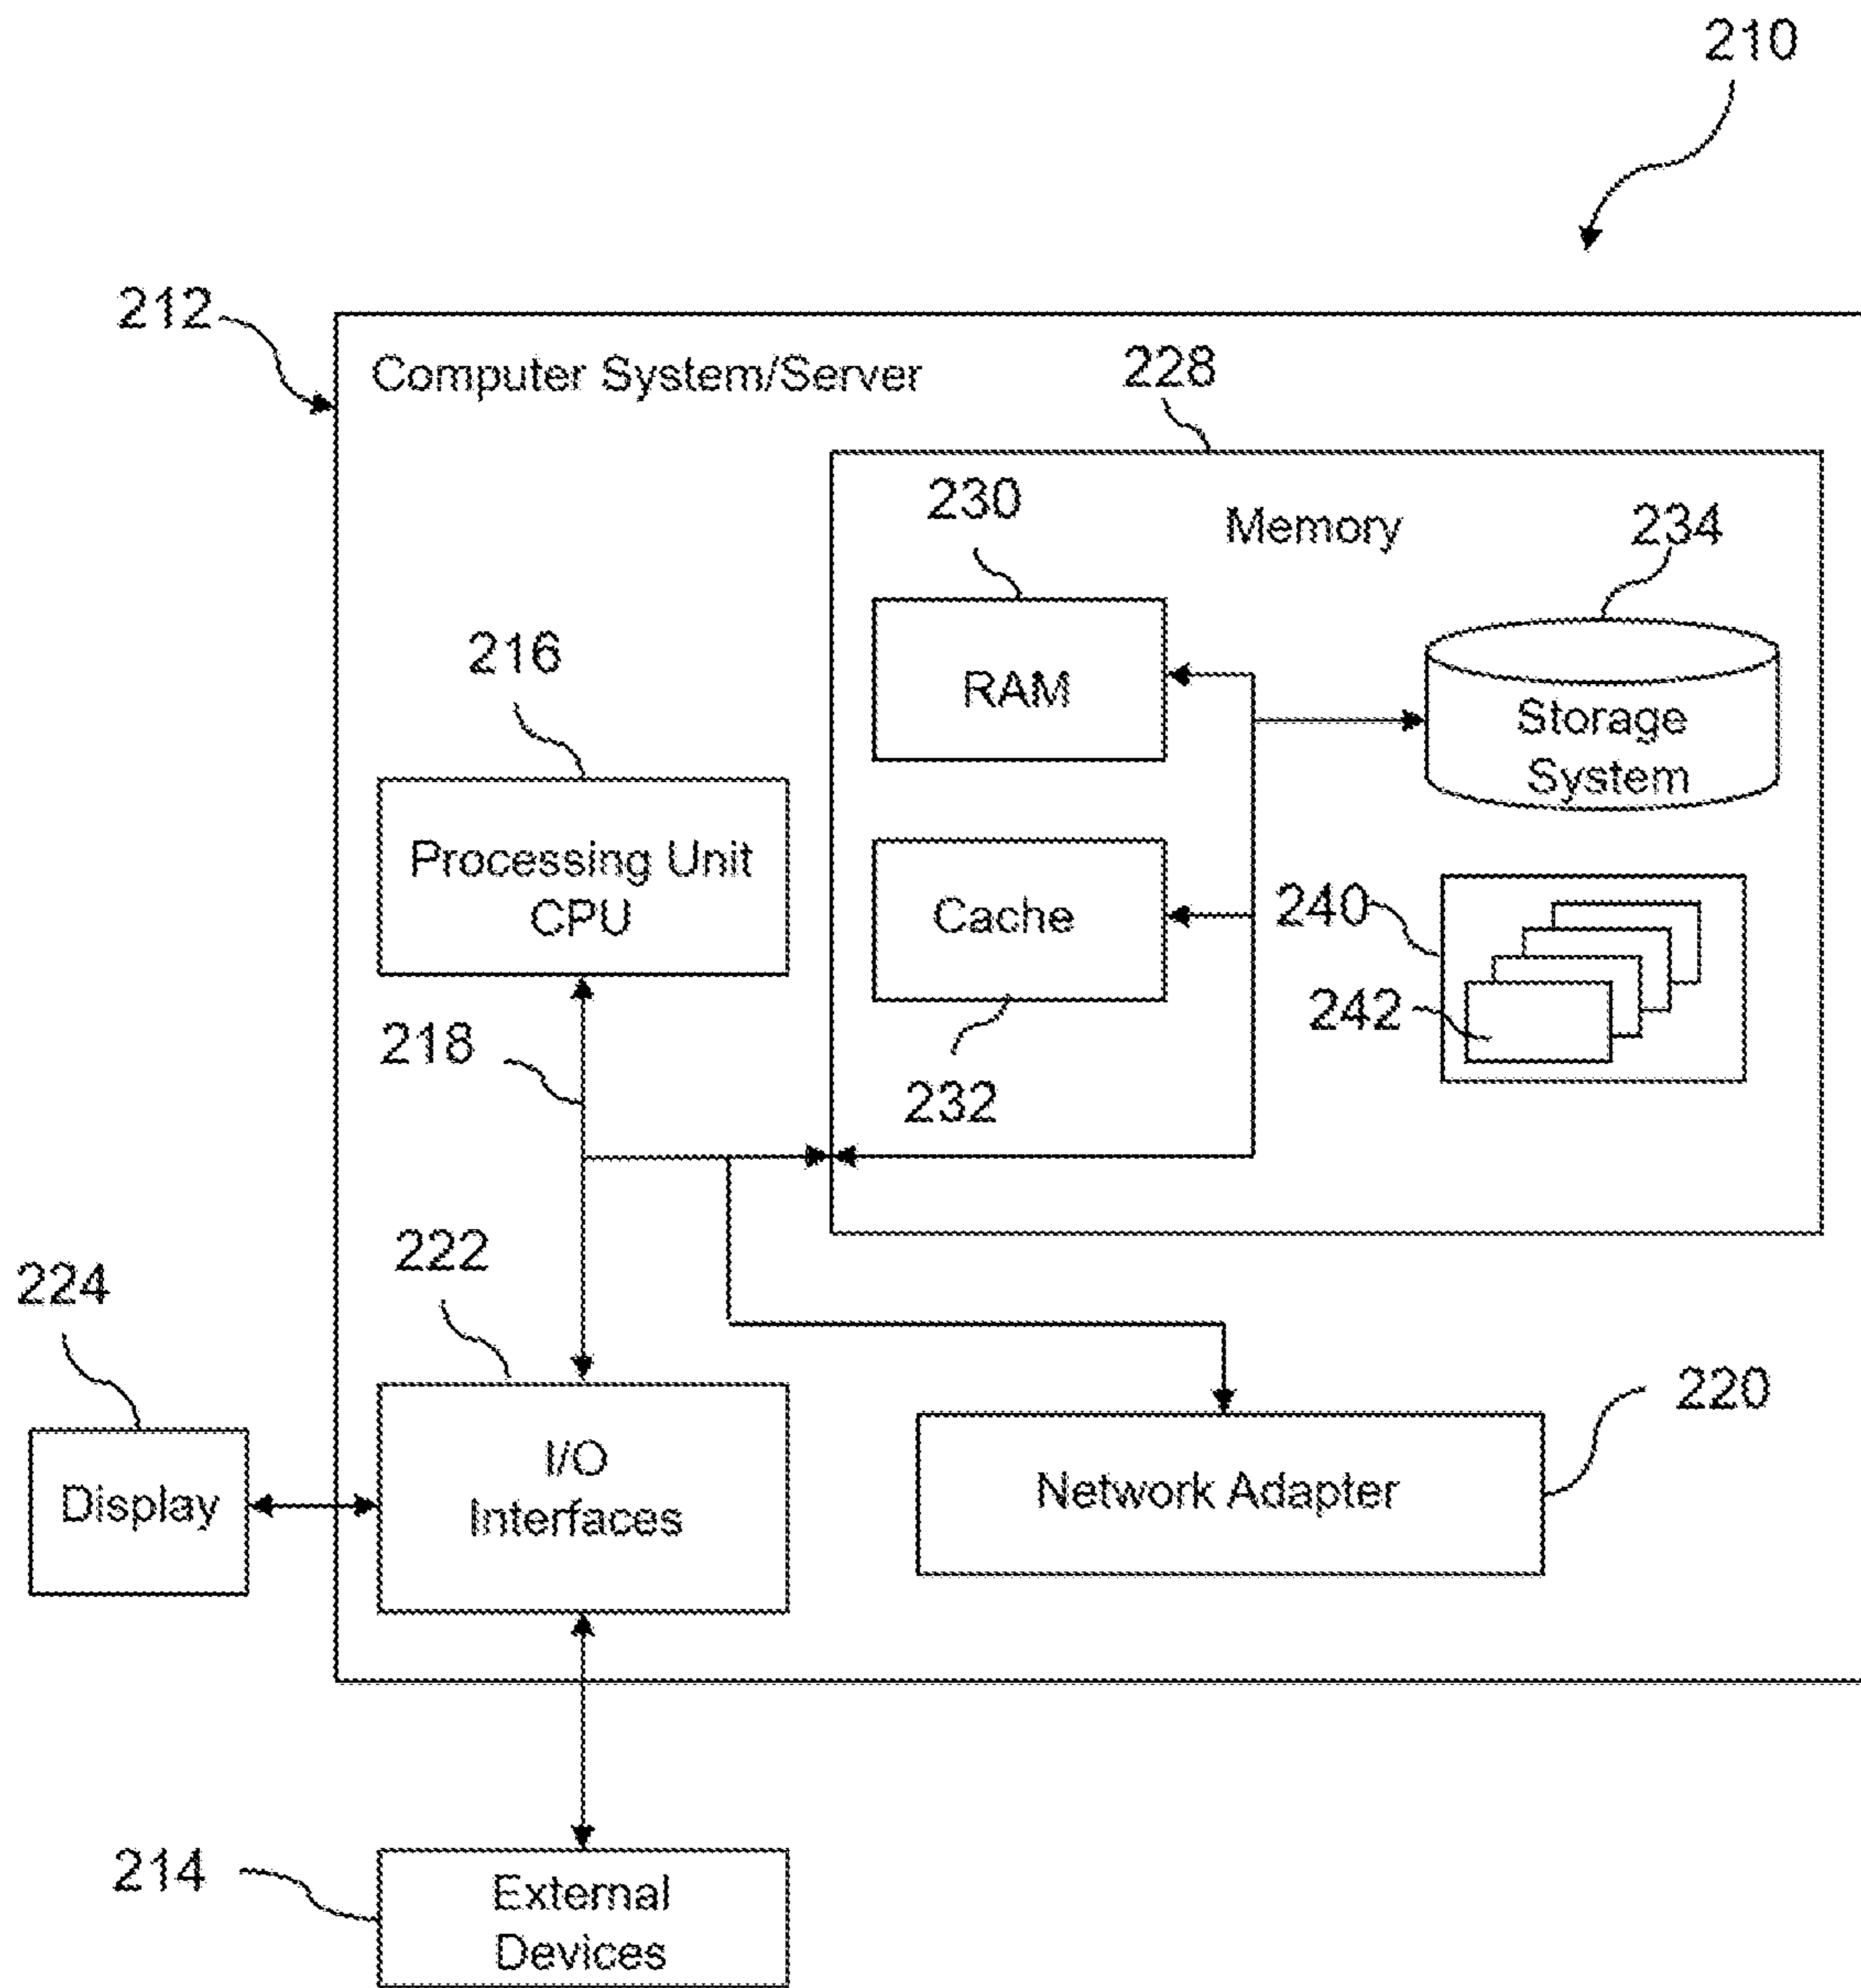 210
212
Computer System/Server
228
230
Memory
234
RAM
216
Storage
System
Processing Unit
CPU
Cache
240
242
218
232
222
224
220
I/O
Interfaces
Network Adapter
Display
214
External
Devices